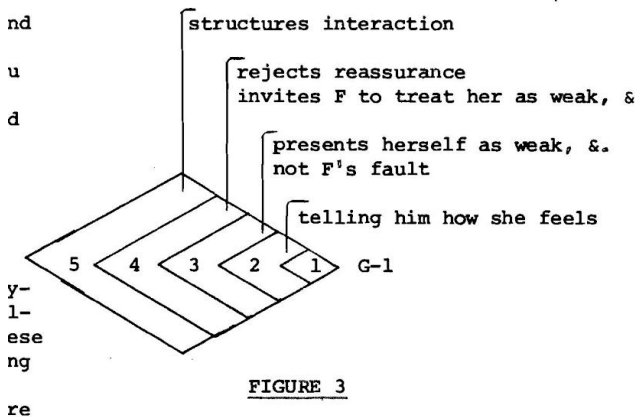 nd
structures interaction
u
rejects reassurance
invites F to treat her as weak, &
d
presents herself as weak, &.
not F's fault
telling him how she feels
5 4 3 2 1 G-1
y-
l-
ese
ng
FIGURE 3
re